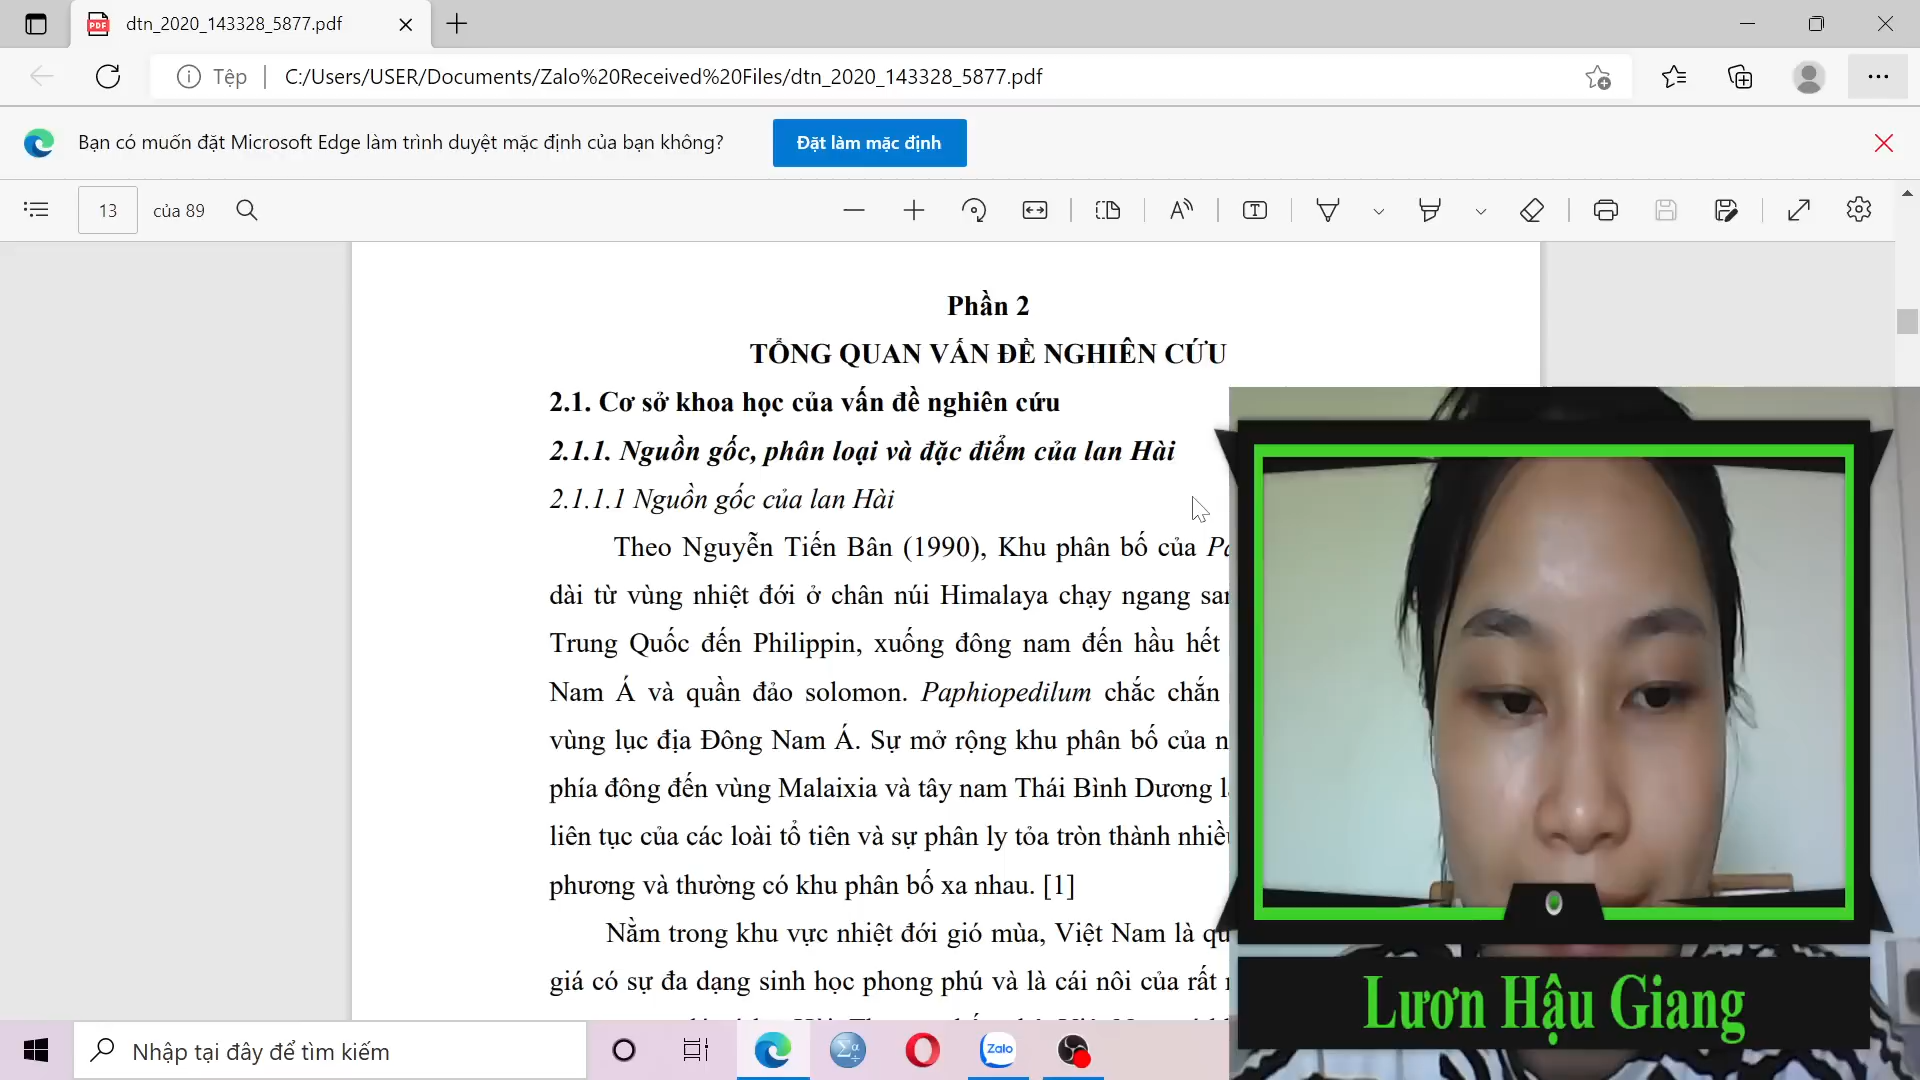 dtn_2020_143328_5877.pdf
Tệp
C:/Users/USER/Documents/Zalo%20Received%20Files/dtn_2020_143328_5877.pdf
Bạn có muốn đặt Microsoft Edge làm trình duyệt mặc định của bạn không?
Đặt làm mặc định
13 của 89
Phần 2
TỔNG QUAN VẤN ĐỀ NGHIÊN CỨU
2.1. Cơ sở khoa học của vấn đề nghiên cứu
2.1.1. Nguồn gốc, phân loại và đặc điểm của lan Hài
2.1.1.1 Nguồn gốc của lan Hài
Theo Nguyễn Tiến Bân (1990), Khu phân bố của
dài từ vùng nhiệt đới ở chân núi Himalaya chạy ngang
Trung Quốc đến Philippin, xuống đông nam đến hầu hết
Nam Á và quần đảo solomon. Paphiopedilum chắc chắn
vùng lục địa Đông Nam Á. Sự mở rộng khu phân bố của
phía đông đến vùng Malaixia và tây nam Thái Bình Dương
liên tục của các loài tổ tiên và sự phân ly tỏa tròn thành
phương và thường có khu phân bố xa nhau. [1]
Nằm trong khu vực nhiệt đới gió mùa, Việt Nam là
giá có sự đa dạng sinh học phong phú và là cái nôi của rất
Lươn Hậu Giang
Nhập tại đây để tìm kiếm
Zalo